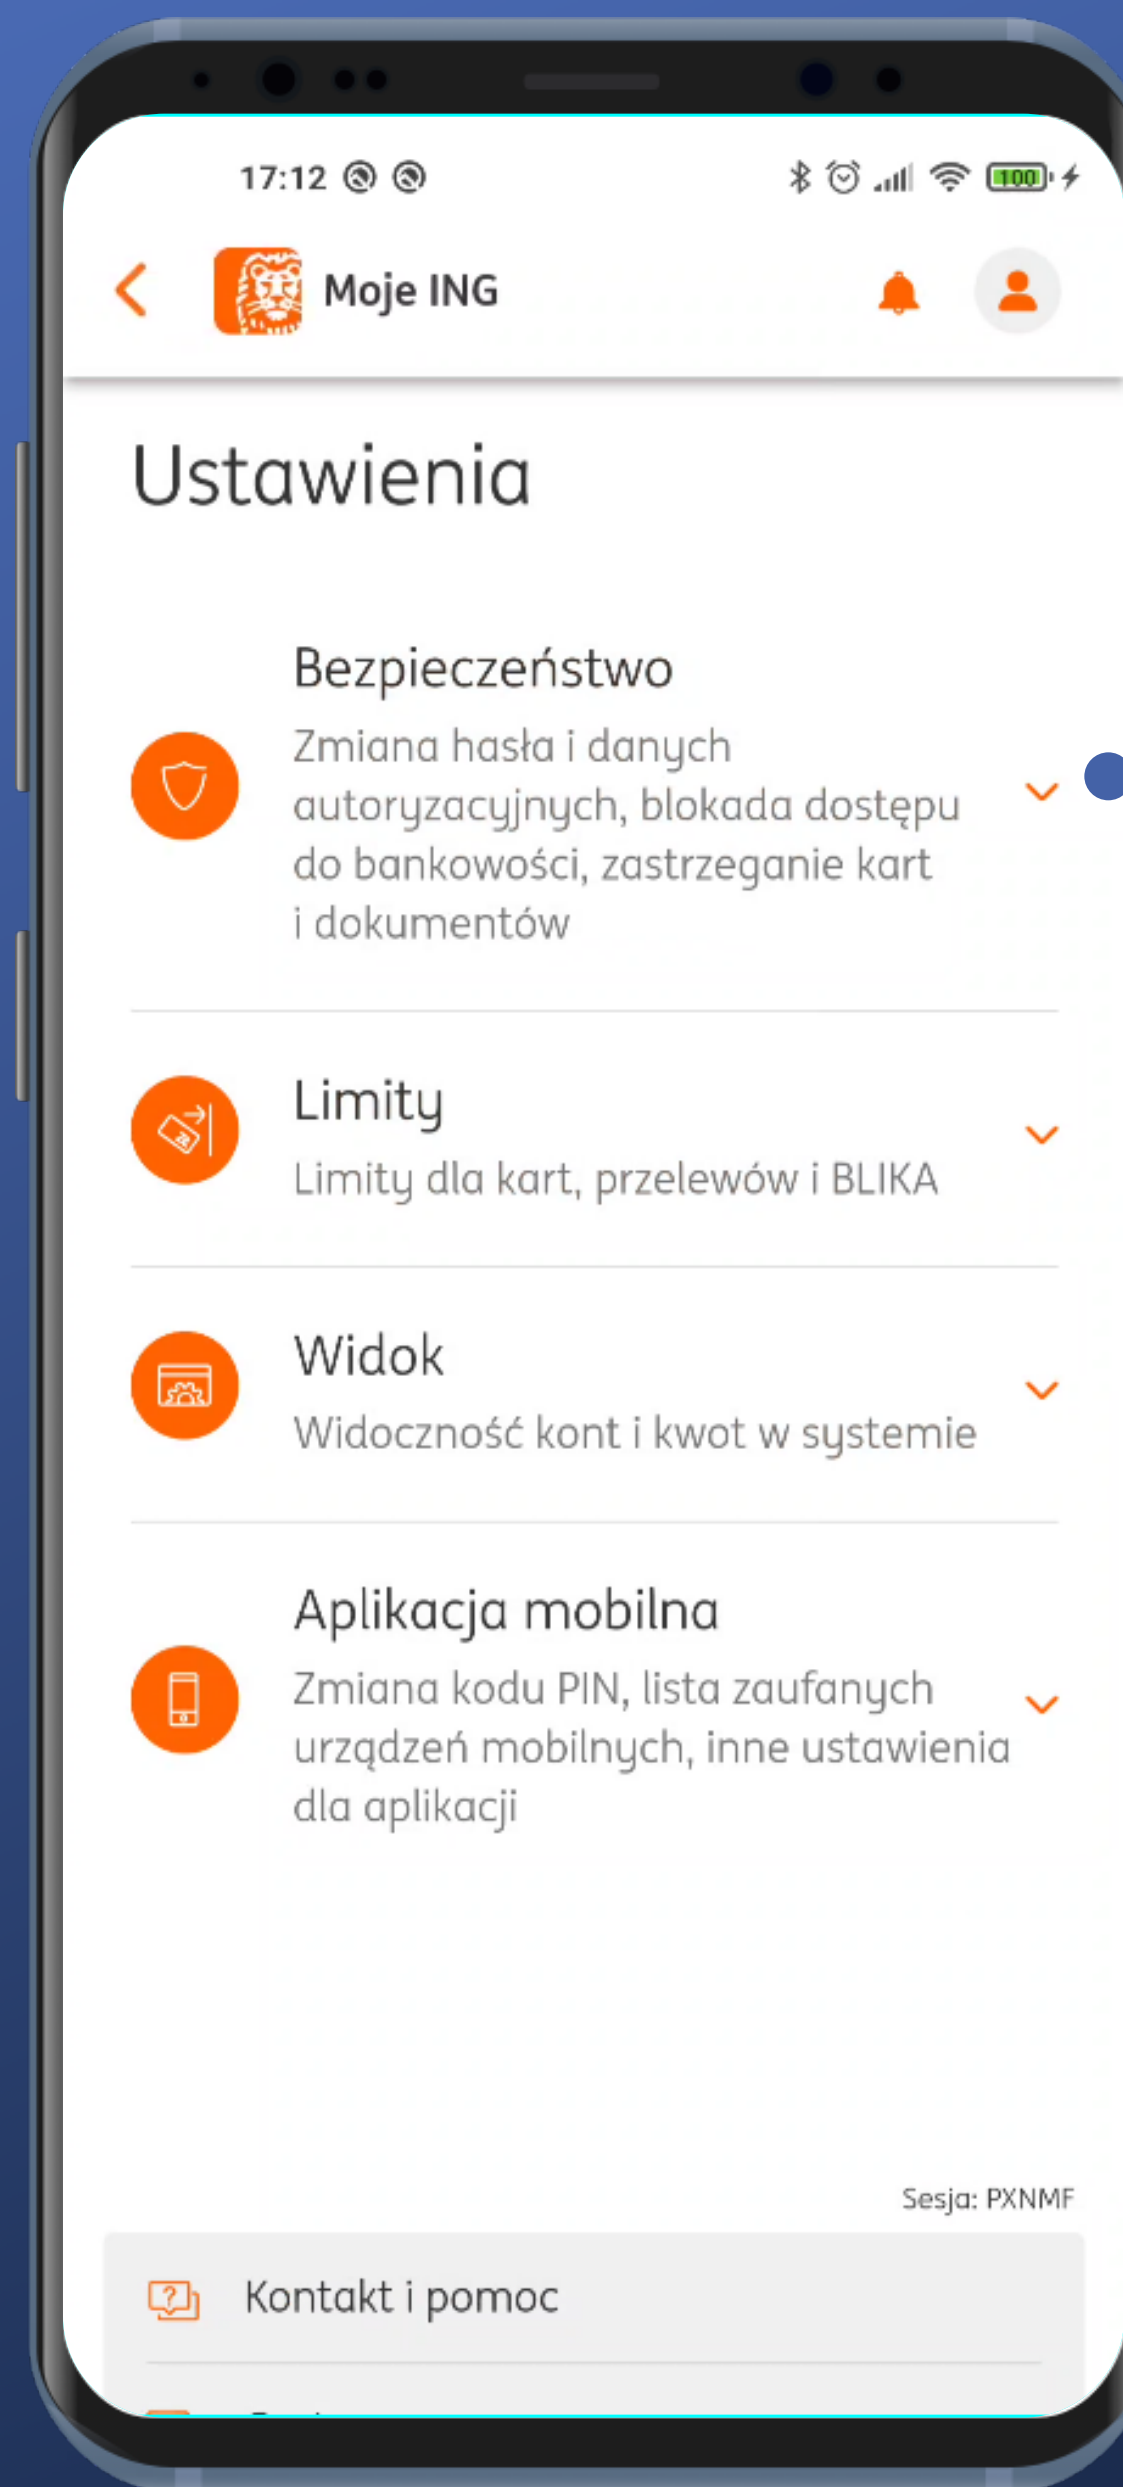 17:12
100
Moje ING
Ustawienia
Bezpieczeństwo
Zmiana hasła i danych
autoryzacyjnych, blokada dostępu
do bankowości, zastrzeganie kart
i dokumentów
Limity
Limity dla kart, przelewów i BLIKA
Widok
Widoczność kont i kwot w systemie
Aplikacja mobilna
Zmiana kodu PIN, lista zaufanych
urządzeń mobilnych, inne ustawienia
dla aplikacji
Sesja: PXNMF
Kontakt i pomoc